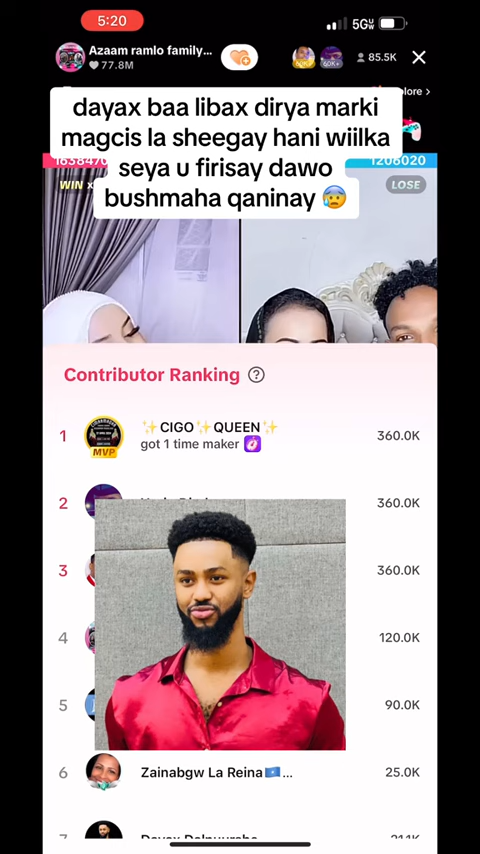 5:20
5G UW
Azaam ramlo family...
77.8M
60K+
85.5K
dayax baa libax dirya marki
magcis la sheegay hani wiilka
seya u firisay dawo
bushmaha qaninay 😰
1206020
WIN
LOSE
Contributor Ranking ?
1 ✨CIGO✨QUEEN✨ 360.0K
got 1 time maker
MVP
2 360.0K
3 360.0K
4 120.0K
5 90.0K
6 Zainabgw La Reina🇸🇴... 25.0K
7